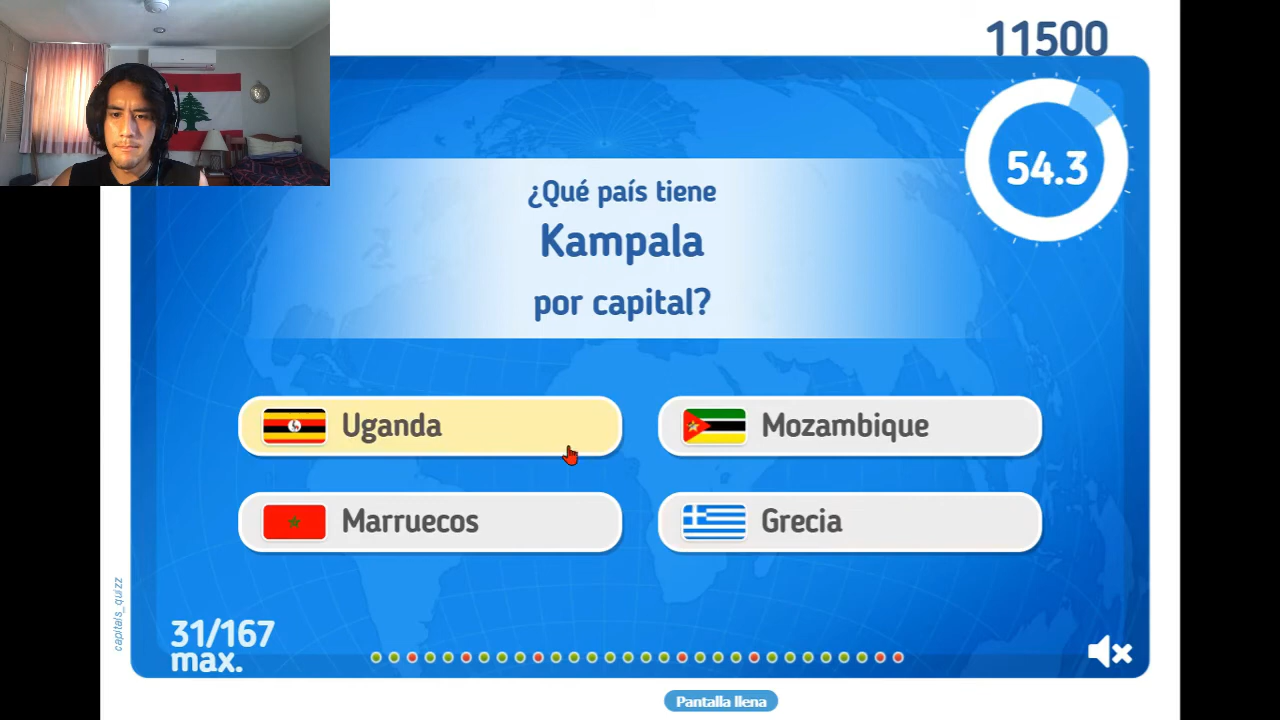 11500
54.3
¿Qué país tiene
Kampala
por capital?
Uganda
Mozambique
Marruecos
Grecia
capitals_quizz
31/167
max.
Pantalla llena